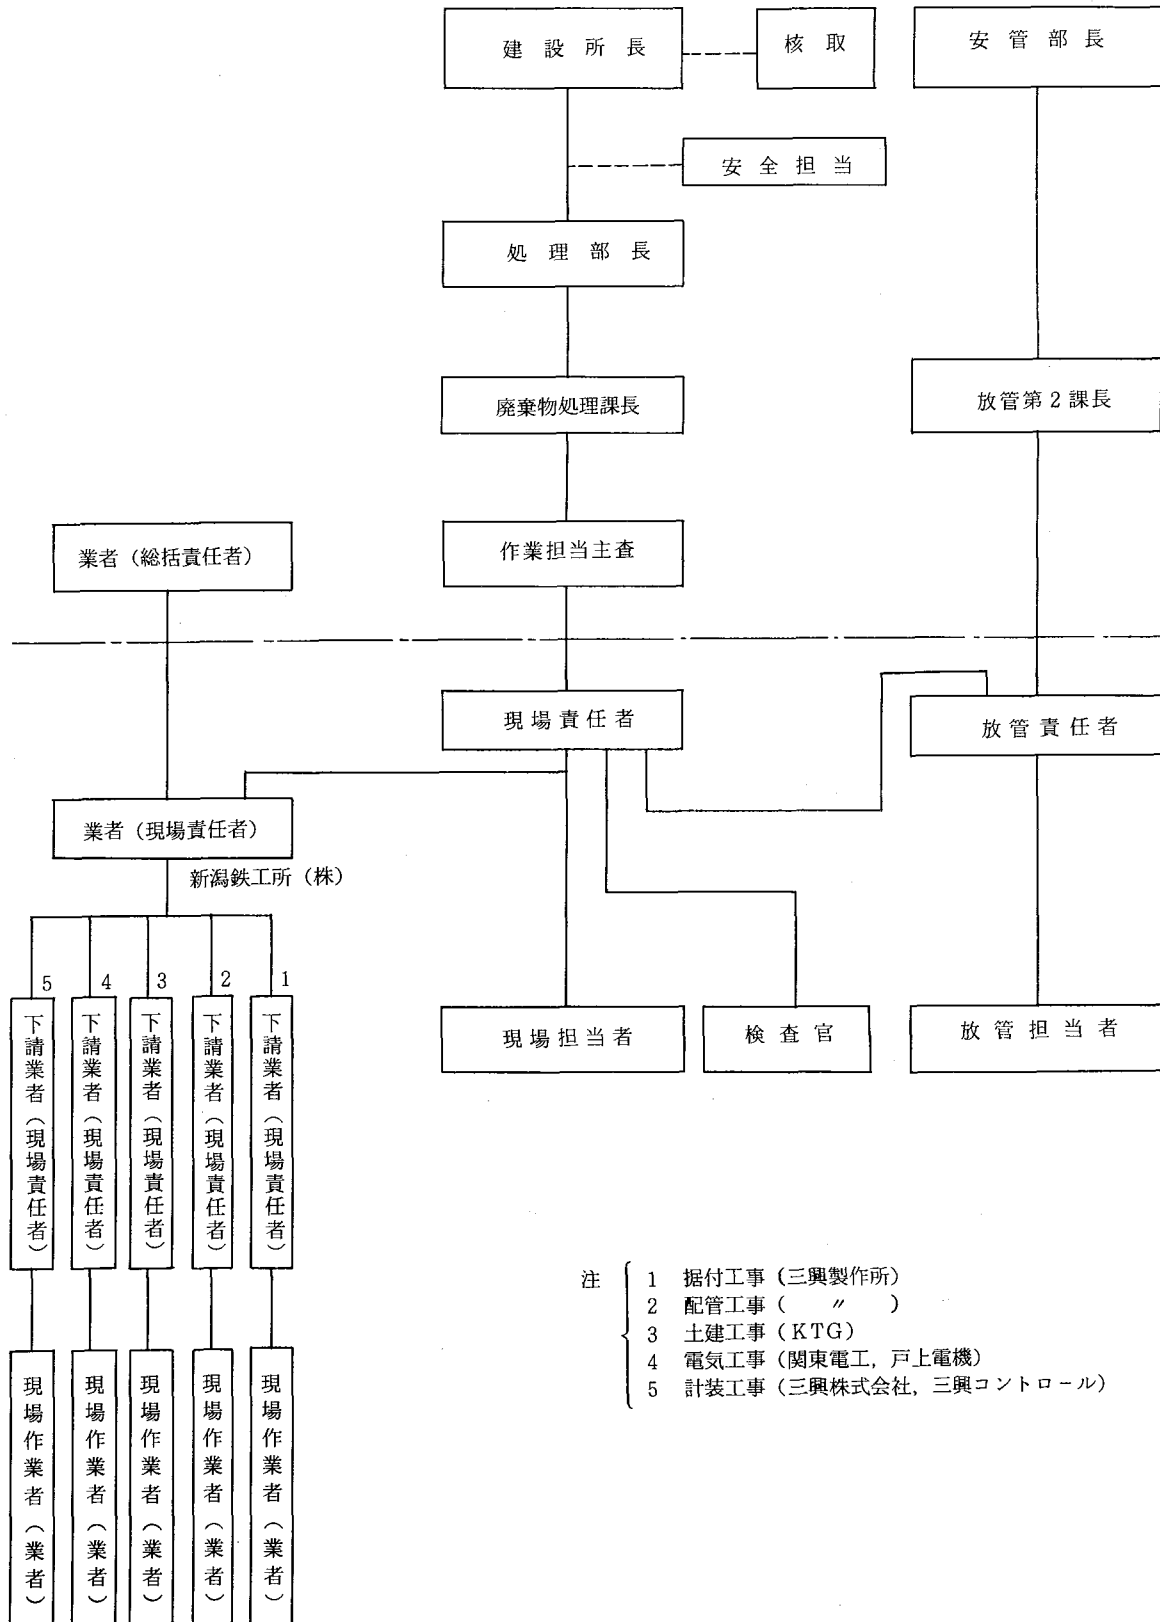 建設所長
核取
安管部長
安全担当
処理部長
廃棄物処理課長
放管第2課長
業者（総括責任者）
作業担当主査
現場責任者
放管責任者
業者（現場責任者）
新潟鉄工所（株）
5
4
3
2
1
下請業者（現場責任者）
下請業者（現場責任者）
下請業者（現場責任者）
下請業者（現場責任者）
下請業者（現場責任者）
現場担当者
検査官
放管担当者
現場作業者（業者）
現場作業者（業者）
現場作業者（業者）
現場作業者（業者）
現場作業者（業者）
注
1 据付工事（三興製作所）
2 配管工事（ 〃 ）
3 土建工事（KTG）
4 電気工事（関東電工，戸上電機）
5 計装工事（三興株式会社，三興コントロール）